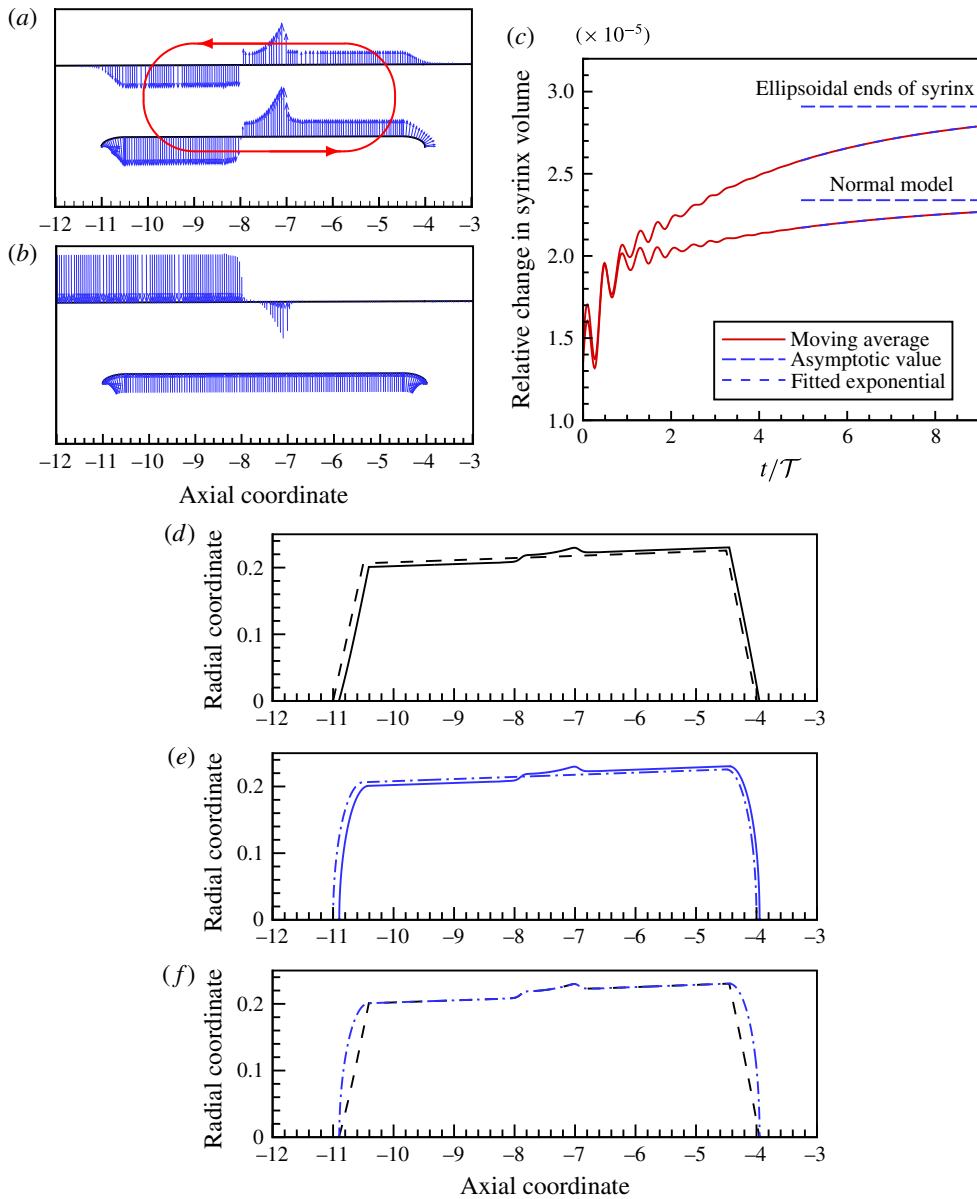 (a)
−12 −11 −10 −9 −8 −7 −6 −5 −4 −3
(b)
−12 −11 −10 −9 −8 −7 −6 −5 −4 −3
Axial coordinate
(c)
(× 10⁻⁵)
Relative change in syrinx volume
3.0
2.5
2.0
1.5
1.0
Ellipsoidal ends of syrinx
Normal model
Moving average
Asymptotic value
Fitted exponential
0 2 4 6 8
t/𝒯
(d)
Radial coordinate
0.2
0.1
0
−12 −11 −10 −9 −8 −7 −6 −5 −4 −3
(e)
Radial coordinate
0.2
0.1
0
−12 −11 −10 −9 −8 −7 −6 −5 −4 −3
(f)
Radial coordinate
0.2
0.1
0
−12 −11 −10 −9 −8 −7 −6 −5 −4 −3
Axial coordinate